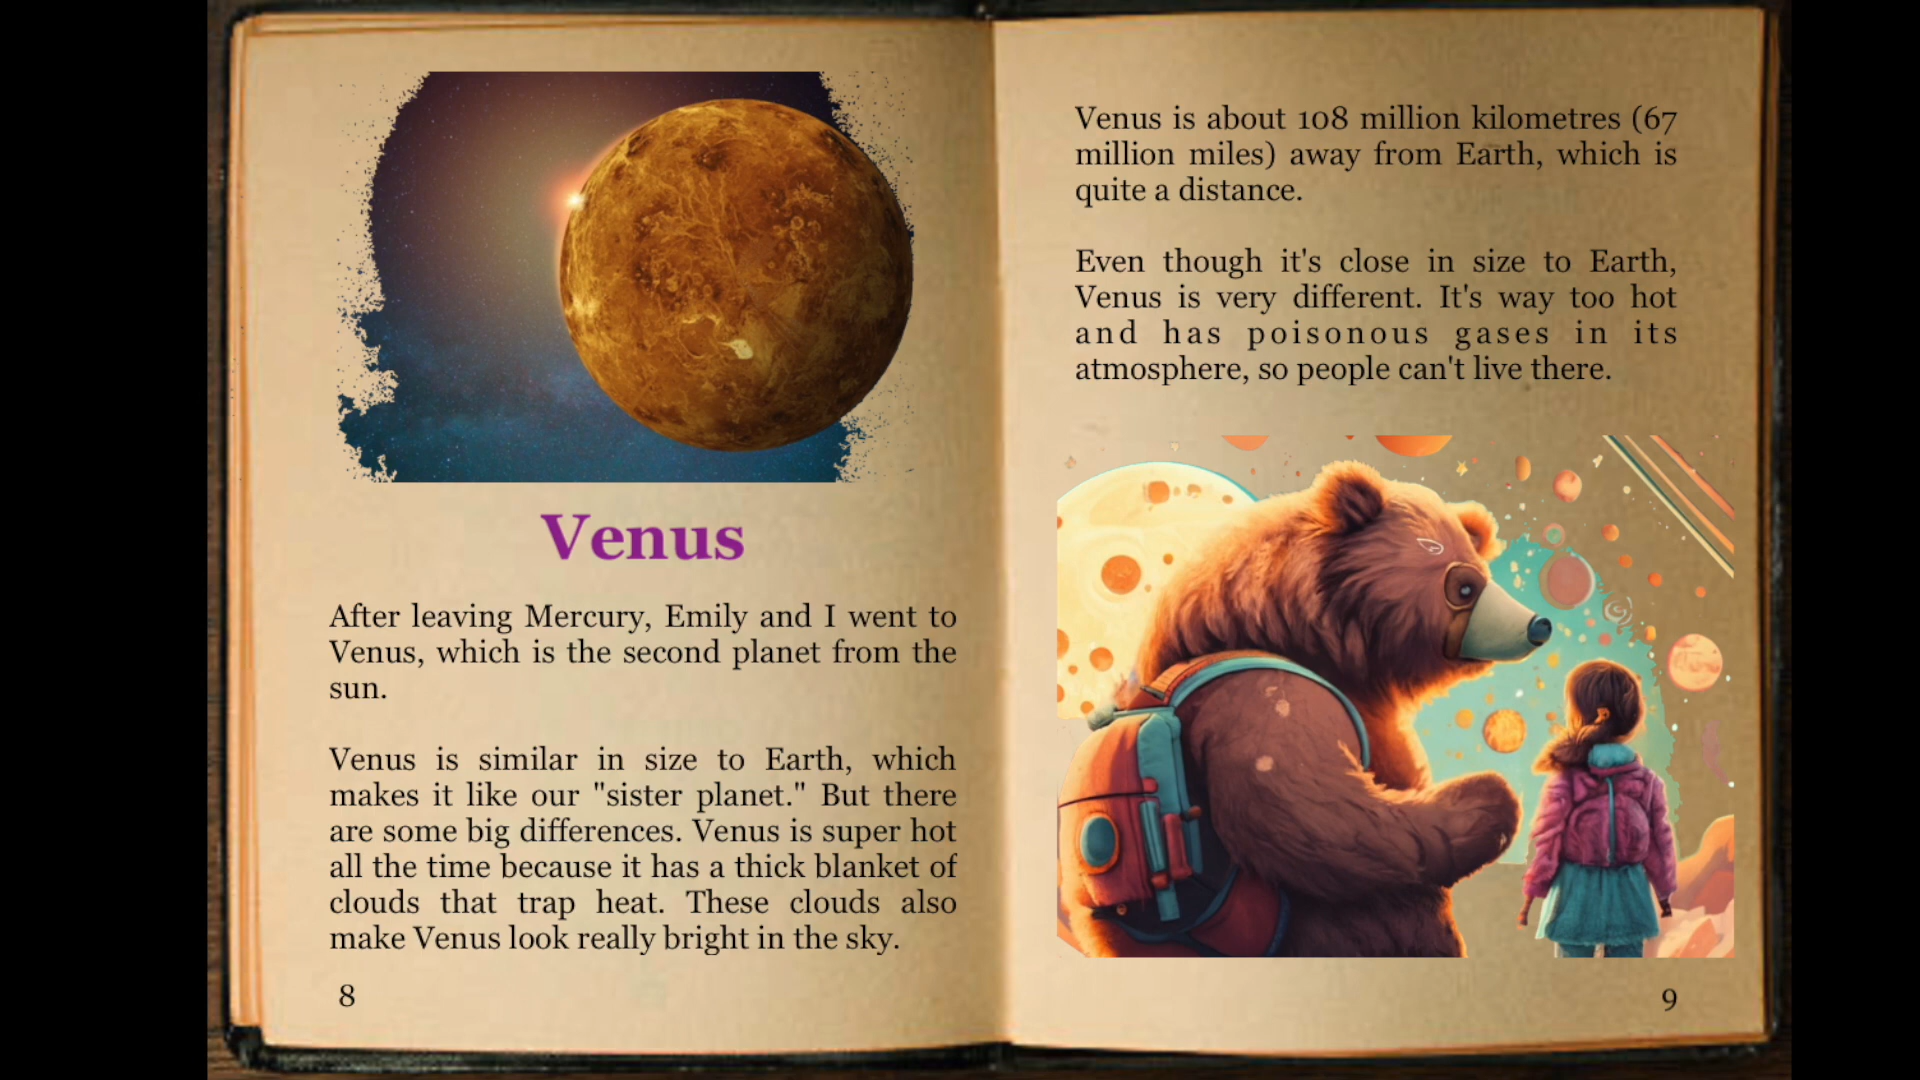 Venus
After leaving Mercury, Emily and I went to
Venus, which is the second planet from the
sun.
Venus is similar in size to Earth, which
makes it like our "sister planet." But there
are some big differences. Venus is super hot
all the time because it has a thick blanket of
clouds that trap heat. These clouds also
make Venus look really bright in the sky.
8
Venus is about 108 million kilometres (67
million miles) away from Earth, which is
quite a distance.
Even though it's close in size to Earth,
Venus is very different. It's way too hot
and has poisonous gases in its
atmosphere, so people can't live there.
9